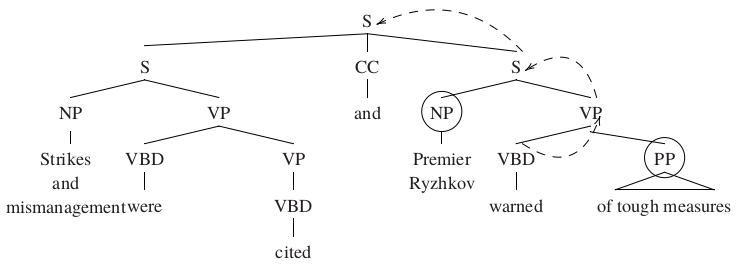 S
S CC S
NP VP and NP VP
Strikes VBD VP Premier VBD PP
and Ryzhkov
mismanagement were VBD warned of tough measures
cited